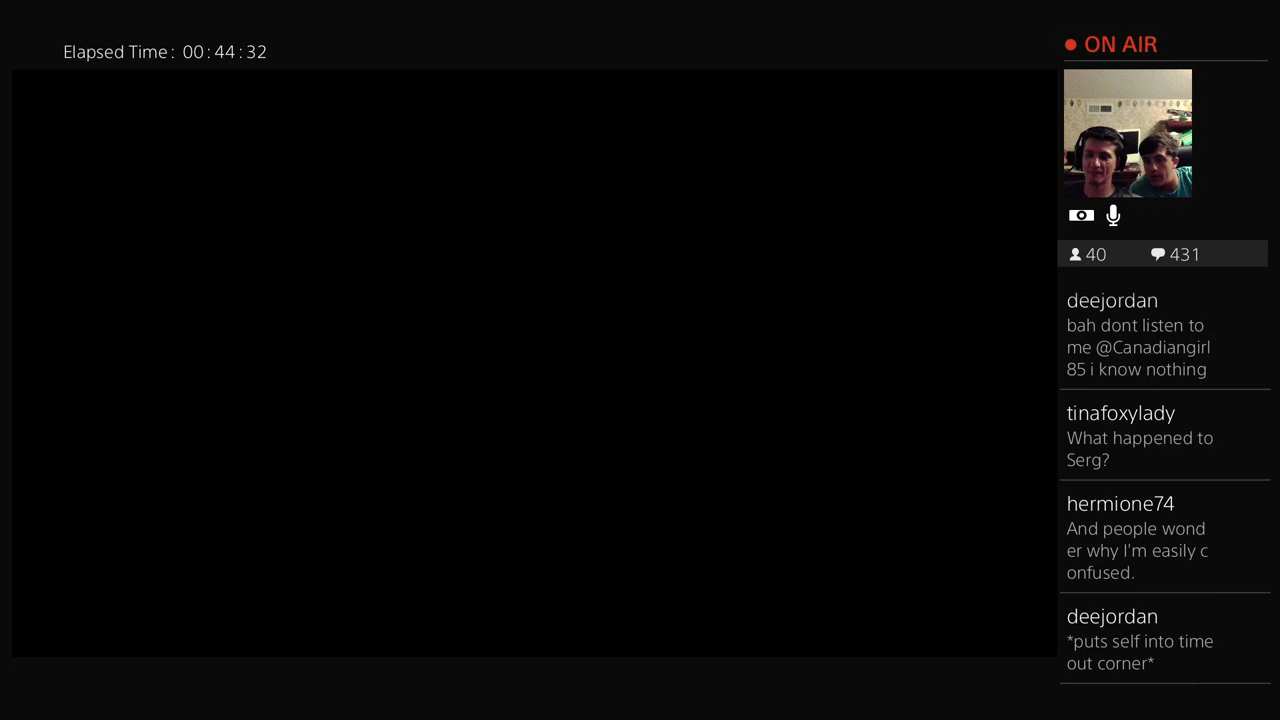 Elapsed Time: 00:44:32
ON AIR
40 431
deejordan
bah dont listen to
me @Canadiangirl
85 i know nothing
tinafoxylady
What happened to
Serg?
hermione74
And people wond
er why I'm easily c
onfused.
deejordan
*puts self into time
out corner*